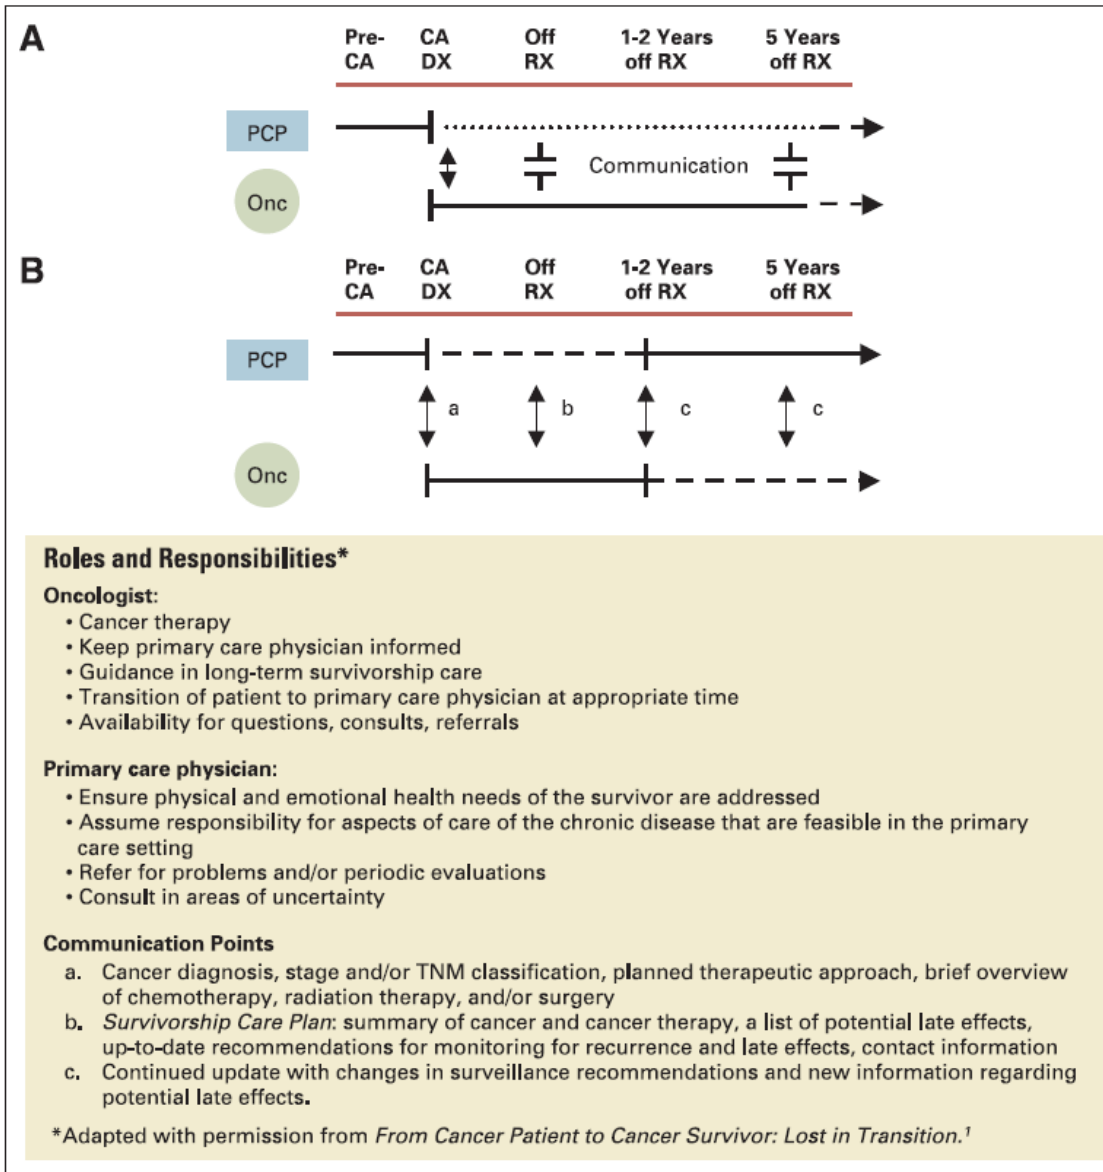 A
Pre- CA Off 1-2 Years 5 Years
CA DX RX off RX off RX
PCP
Communication
Onc
B
Pre- CA Off 1-2 Years 5 Years
CA DX RX off RX off RX
PCP
a b c c
Onc
Roles and Responsibilities*
Oncologist:
• Cancer therapy
• Keep primary care physician informed
• Guidance in long-term survivorship care
• Transition of patient to primary care physician at appropriate time
• Availability for questions, consults, referrals
Primary care physician:
• Ensure physical and emotional health needs of the survivor are addressed
• Assume responsibility for aspects of care of the chronic disease that are feasible in the primary
care setting
• Refer for problems and/or periodic evaluations
• Consult in areas of uncertainty
Communication Points
a. Cancer diagnosis, stage and/or TNM classification, planned therapeutic approach, brief overview
of chemotherapy, radiation therapy, and/or surgery
b. Survivorship Care Plan: summary of cancer and cancer therapy, a list of potential late effects,
up-to-date recommendations for monitoring for recurrence and late effects, contact information
c. Continued update with changes in surveillance recommendations and new information regarding
potential late effects.
*Adapted with permission from From Cancer Patient to Cancer Survivor: Lost in Transition.1